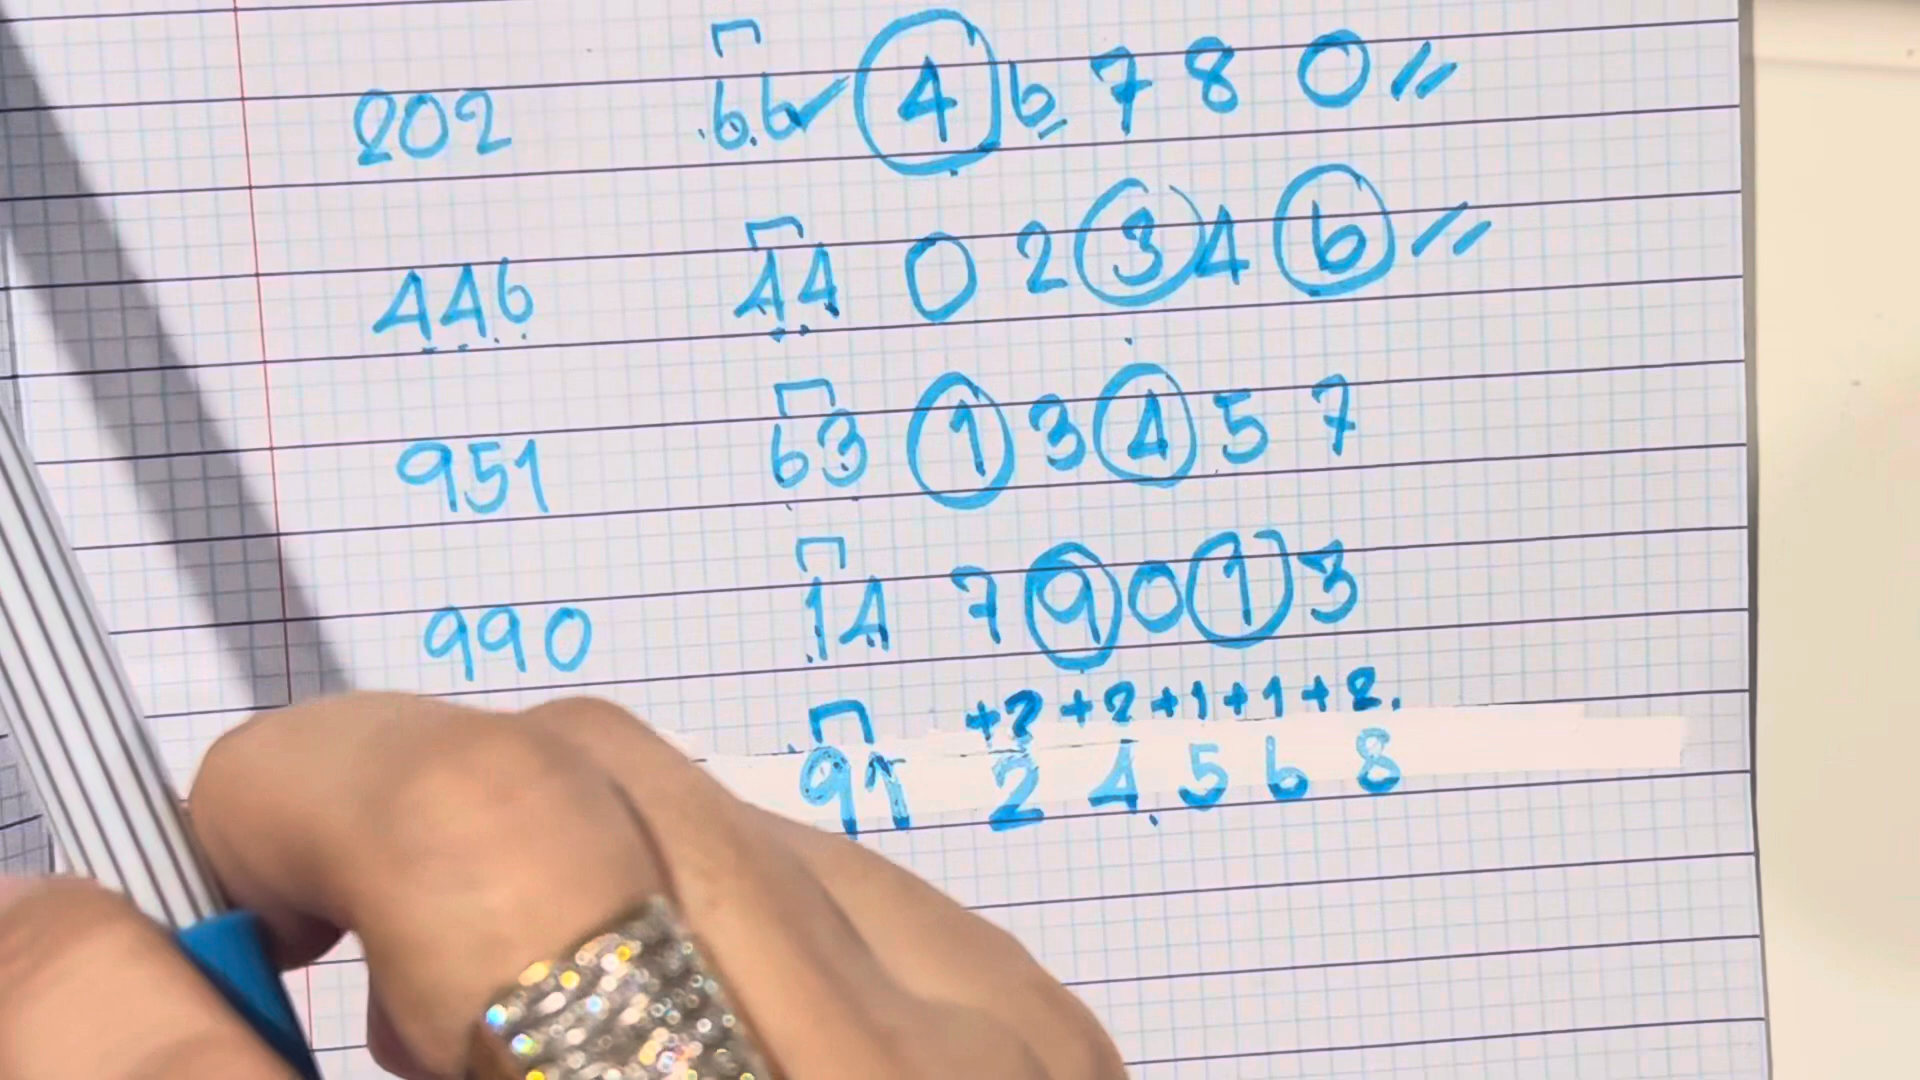 202 66✓ 4 6 7 8 0 //
446 44 0 2 3 4 6 //
951 63 1 3 4 5 7
990 14 7 9 0 1 3
+2 +2 +1 +1 +2
91 2 4 5 6 8